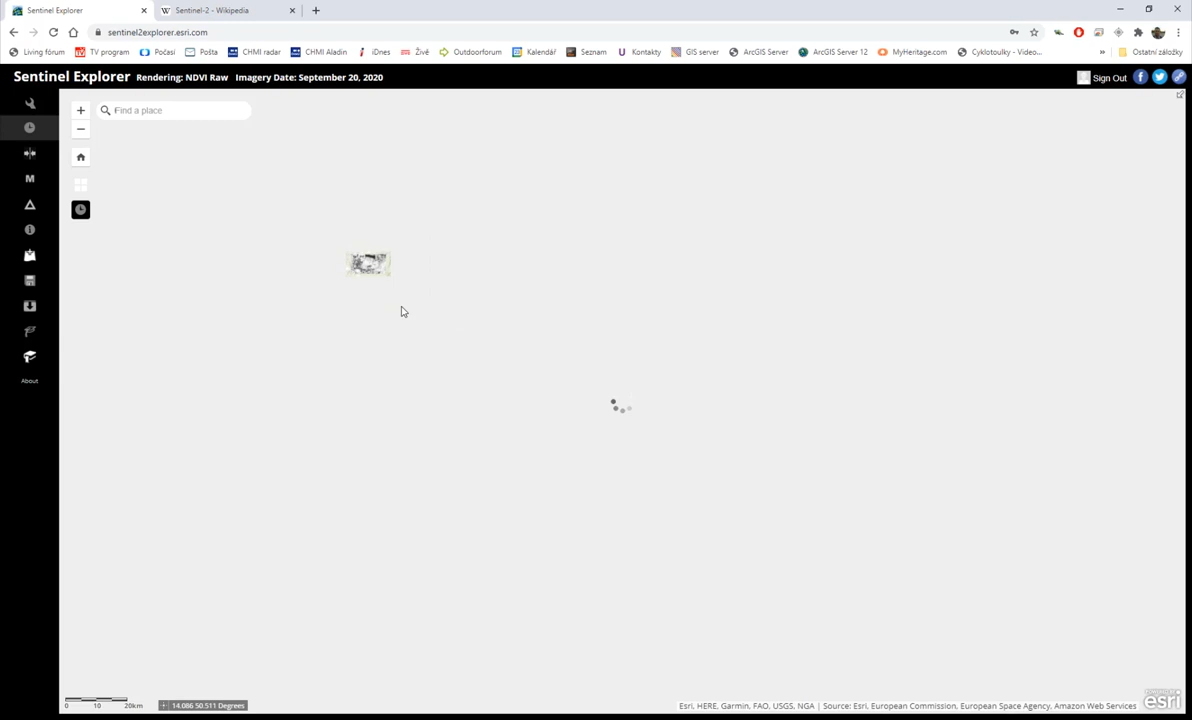 Sentinel Explorer
Sentinel-2 - Wikipedia
sentinel2explorer.esri.com
Living fórum
TV program
Počasí
Pošta
CHMI radar
CHMI Aladin
iDnes
Živě
Outdoorforum
Kalendář
Seznam
Kontakty
GIS server
ArcGIS Server
ArcGIS Server 12
MyHeritage.com
Cyklotoulky - Video...
»
Ostatní záložky
Sentinel Explorer Rendering: NDVI Raw Imagery Date: September 20, 2020
Sign Out
+
Find a place
−
M
About
0 10 20km
14.086 50.511 Degrees
Esri, HERE, Garmin, FAO, USGS, NGA | Source: Esri, European Commission, European Space Agency, Amazon Web Services
esri